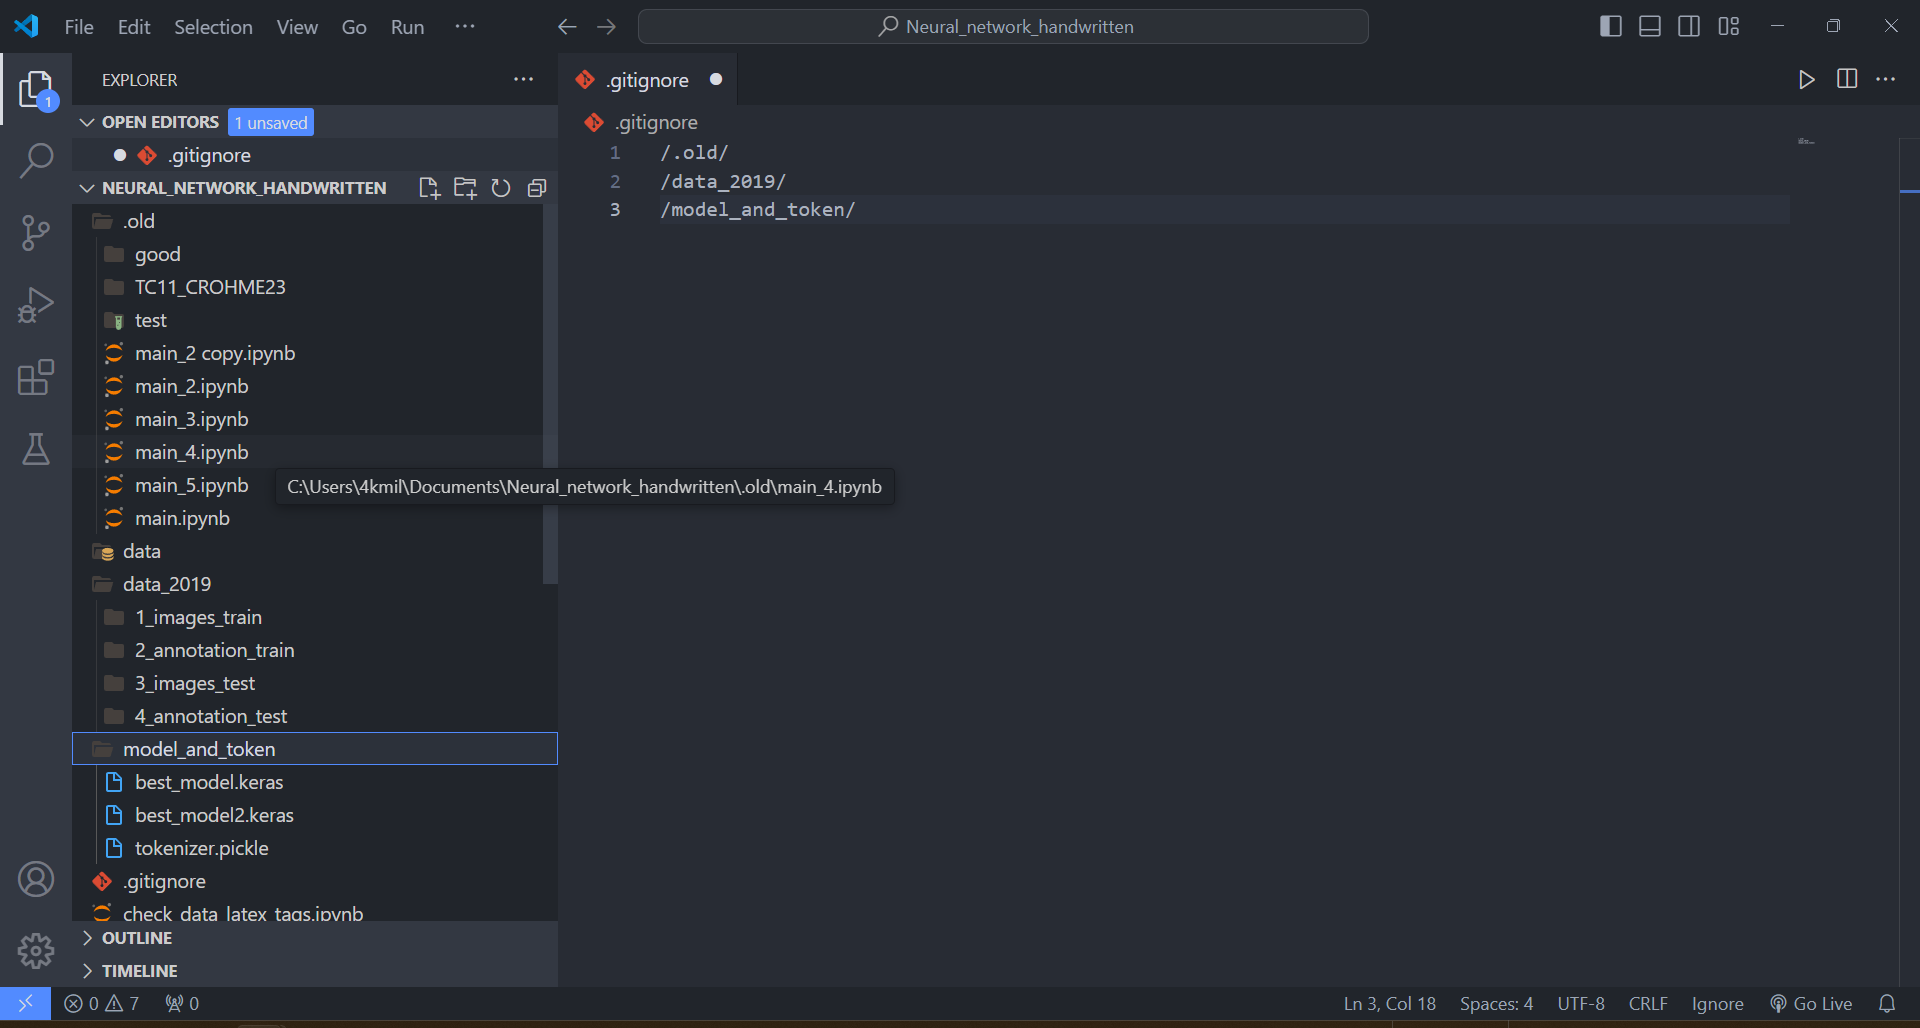 File Edit Selection View Go Run ··· Neural_network_handwritten
EXPLORER ···
.gitignore
1
OPEN EDITORS 1 unsaved
.gitignore
NEURAL_NETWORK_HANDWRITTEN
.old
good
TC11_CROHME23
test
main_2 copy.ipynb
main_2.ipynb
main_3.ipynb
main_4.ipynb
main_5.ipynb
C:\Users\4kmil\Documents\Neural_network_handwritten\.old\main_4.ipynb
main.ipynb
data
data_2019
1_images_train
2_annotation_train
3_images_test
4_annotation_test
model_and_token
best_model.keras
best_model2.keras
tokenizer.pickle
.gitignore
check_data_latex_tags.ipynb
OUTLINE
TIMELINE
.gitignore
1 /.old/
2 /data_2019/
3 /model_and_token/
0 7 0 Ln 3, Col 18 Spaces: 4 UTF-8 CRLF Ignore Go Live